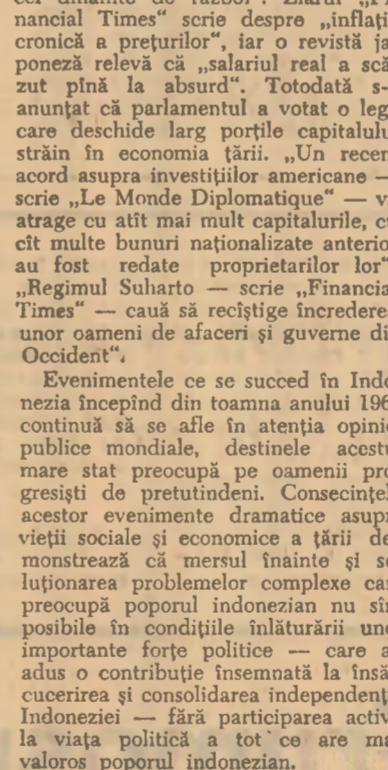 nancial Times“ scrie despre „inflați
cronică a prețurilor“, iar o revistă ja
poneză relevă că „salariul real a scă
zut pînă la absurd“. Totodată s-
anunțat că parlamentul a votat o leg
care deschide larg porțile capitalulu
străin în economia țării. „Un recen
acord asupra investițiilor americane —
scrie „Le Monde Diplomatique“ — v
atrage cu atît mai mult capitalurile, c
cît multe bunuri naționalizate anterio
au fost redate proprietarilor lor“
„Regimul Suharto — scrie „Financia
Times“ — caută să recîștige încredere
unor oameni de afaceri și guverne di
Occident“.
Evenimentele ce se succed în Indo
nezia începînd din toamna anului 196
continuă să se afle în atenția opini
publice mondiale, destinele acestu
mare stat preocupă pe oamenii pro
gresiști de pretutindeni. Consecințel
acestor evenimente dramatice asupr
vieții sociale și economice a țării de
monstrează că mersul înainte și so
luționarea problemelor complexe car
preocupă poporul indonezian nu sî
posibile în condițiile înlăturării uno
importante forțe politice — care a
adus o contribuție însemnată la însă
cucerirea și consolidarea independenț
Indoneziei — fără participarea activ
la viața politică a tot ce are ma
valoros poporul indonezian.